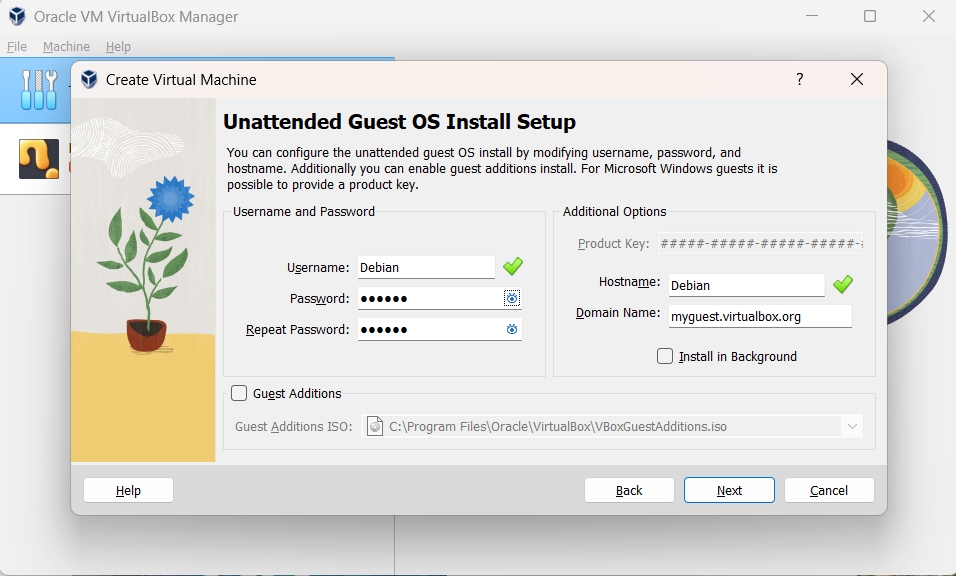 Oracle VM VirtualBox Manager
File Machine Help
Create Virtual Machine
?
Unattended Guest OS Install Setup
You can configure the unattended guest OS install by modifying username, password, and
hostname. Additionally you can enable guest additions install. For Microsoft Windows guests it is
possible to provide a product key.
Username and Password
Username: Debian
Password: ●●●●●●
Repeat Password: ●●●●●●
Additional Options
Product Key: #####-#####-#####-#####-
Hostname: Debian
Domain Name: myguest.virtualbox.org
Install in Background
Guest Additions
Guest Additions ISO: C:\Program Files\Oracle\VirtualBox\VBoxGuestAdditions.iso
Help Back Next Cancel